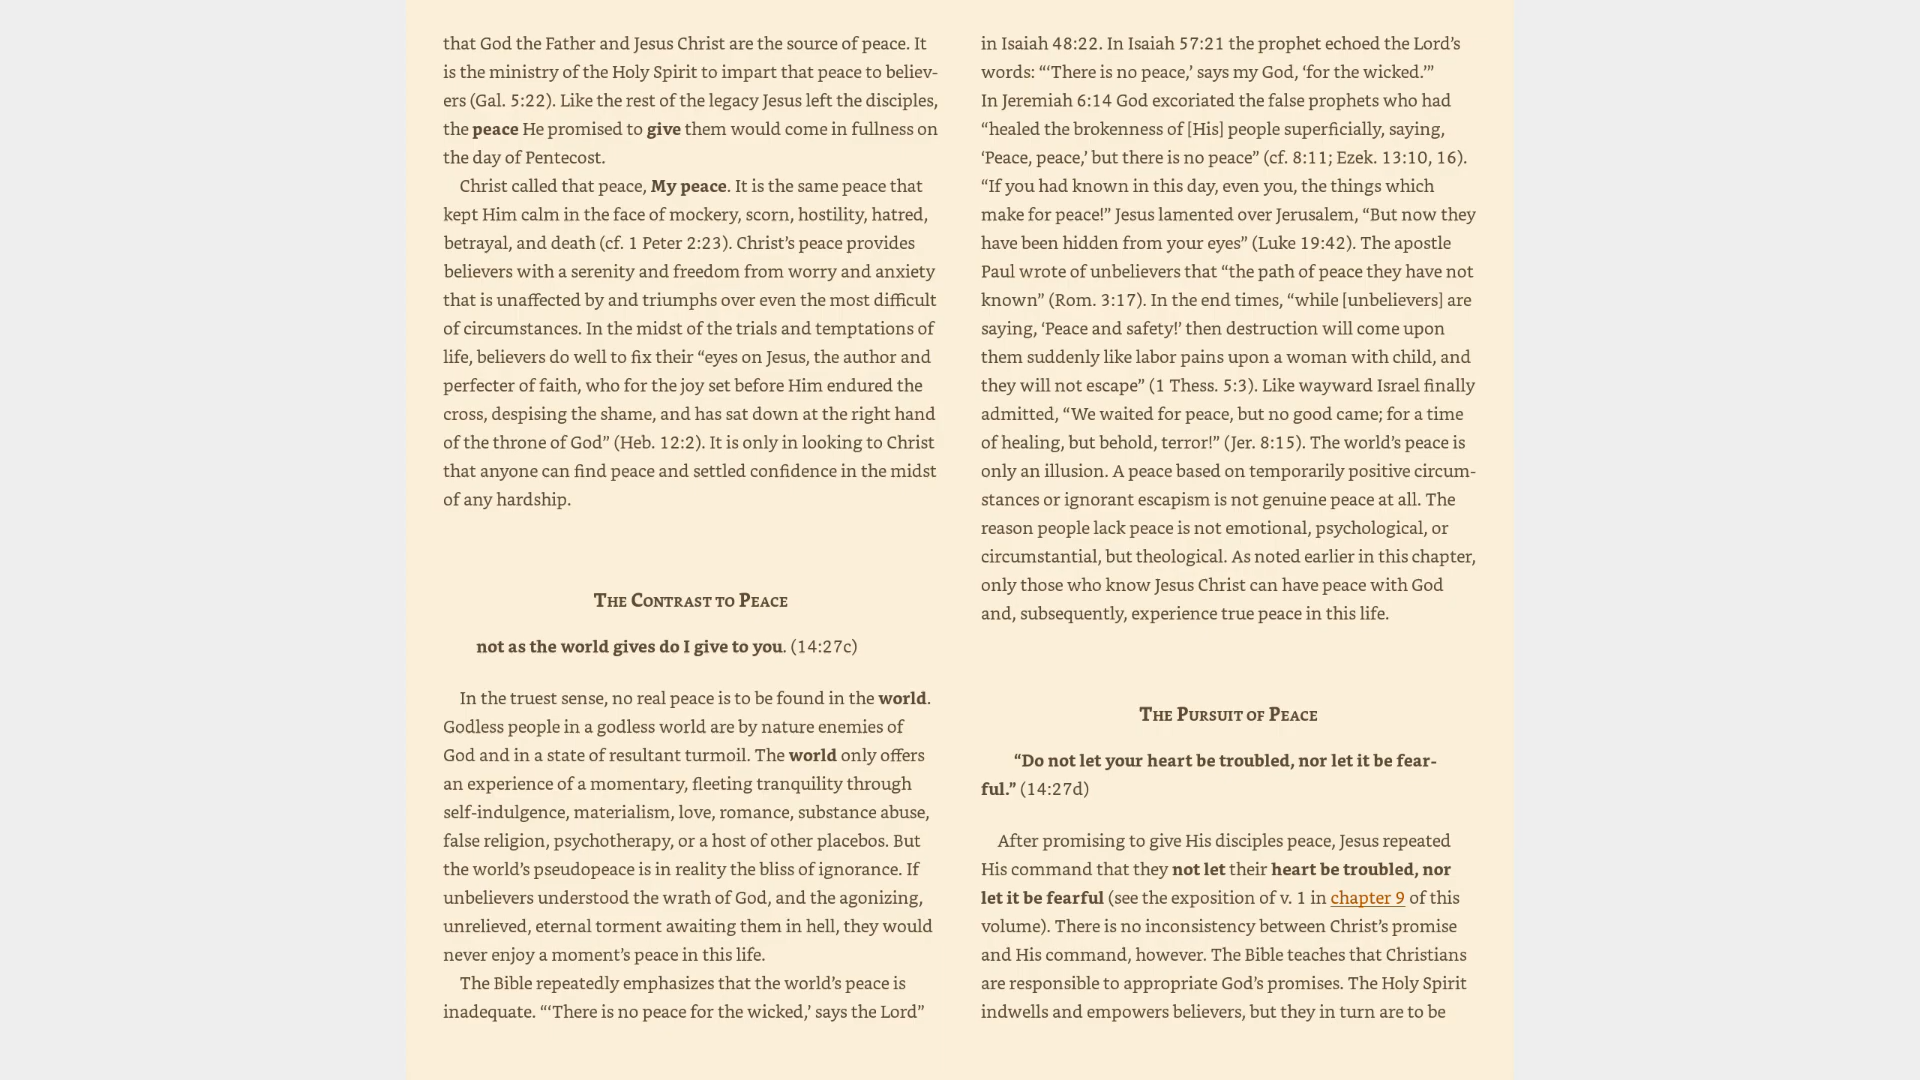 that God the Father and Jesus Christ are the source of peace. It
is the ministry of the Holy Spirit to impart that peace to believ-
ers (Gal. 5:22). Like the rest of the legacy Jesus left the disciples,
the peace He promised to give them would come in fullness on
the day of Pentecost.
Christ called that peace, My peace. It is the same peace that
kept Him calm in the face of mockery, scorn, hostility, hatred,
betrayal, and death (cf. 1 Peter 2:23). Christ’s peace provides
believers with a serenity and freedom from worry and anxiety
that is unaffected by and triumphs over even the most difficult
of circumstances. In the midst of the trials and temptations of
life, believers do well to fix their “eyes on Jesus, the author and
perfecter of faith, who for the joy set before Him endured the
cross, despising the shame, and has sat down at the right hand
of the throne of God” (Heb. 12:2). It is only in looking to Christ
that anyone can find peace and settled confidence in the midst
of any hardship.
The Contrast to Peace
not as the world gives do I give to you. (14:27c)
In the truest sense, no real peace is to be found in the world.
Godless people in a godless world are by nature enemies of
God and in a state of resultant turmoil. The world only offers
an experience of a momentary, fleeting tranquility through
self-indulgence, materialism, love, romance, substance abuse,
false religion, psychotherapy, or a host of other placebos. But
the world’s pseudopeace is in reality the bliss of ignorance. If
unbelievers understood the wrath of God, and the agonizing,
unrelieved, eternal torment awaiting them in hell, they would
never enjoy a moment’s peace in this life.
The Bible repeatedly emphasizes that the world’s peace is
inadequate. “‘There is no peace for the wicked,’ says the Lord”
in Isaiah 48:22. In Isaiah 57:21 the prophet echoed the Lord’s
words: “‘There is no peace,’ says my God, ‘for the wicked.’”
In Jeremiah 6:14 God excoriated the false prophets who had
“healed the brokenness of [His] people superficially, saying,
‘Peace, peace,’ but there is no peace” (cf. 8:11; Ezek. 13:10, 16).
“If you had known in this day, even you, the things which
make for peace!” Jesus lamented over Jerusalem, “But now they
have been hidden from your eyes” (Luke 19:42). The apostle
Paul wrote of unbelievers that “the path of peace they have not
known” (Rom. 3:17). In the end times, “while [unbelievers] are
saying, ‘Peace and safety!’ then destruction will come upon
them suddenly like labor pains upon a woman with child, and
they will not escape” (1 Thess. 5:3). Like wayward Israel finally
admitted, “We waited for peace, but no good came; for a time
of healing, but behold, terror!” (Jer. 8:15). The world’s peace is
only an illusion. A peace based on temporarily positive circum-
stances or ignorant escapism is not genuine peace at all. The
reason people lack peace is not emotional, psychological, or
circumstantial, but theological. As noted earlier in this chapter,
only those who know Jesus Christ can have peace with God
and, subsequently, experience true peace in this life.
The Pursuit of Peace
“Do not let your heart be troubled, nor let it be fear-
ful.” (14:27d)
After promising to give His disciples peace, Jesus repeated
His command that they not let their heart be troubled, nor
let it be fearful (see the exposition of v. 1 in chapter 9 of this
volume). There is no inconsistency between Christ’s promise
and His command, however. The Bible teaches that Christians
are responsible to appropriate God’s promises. The Holy Spirit
indwells and empowers believers, but they in turn are to be